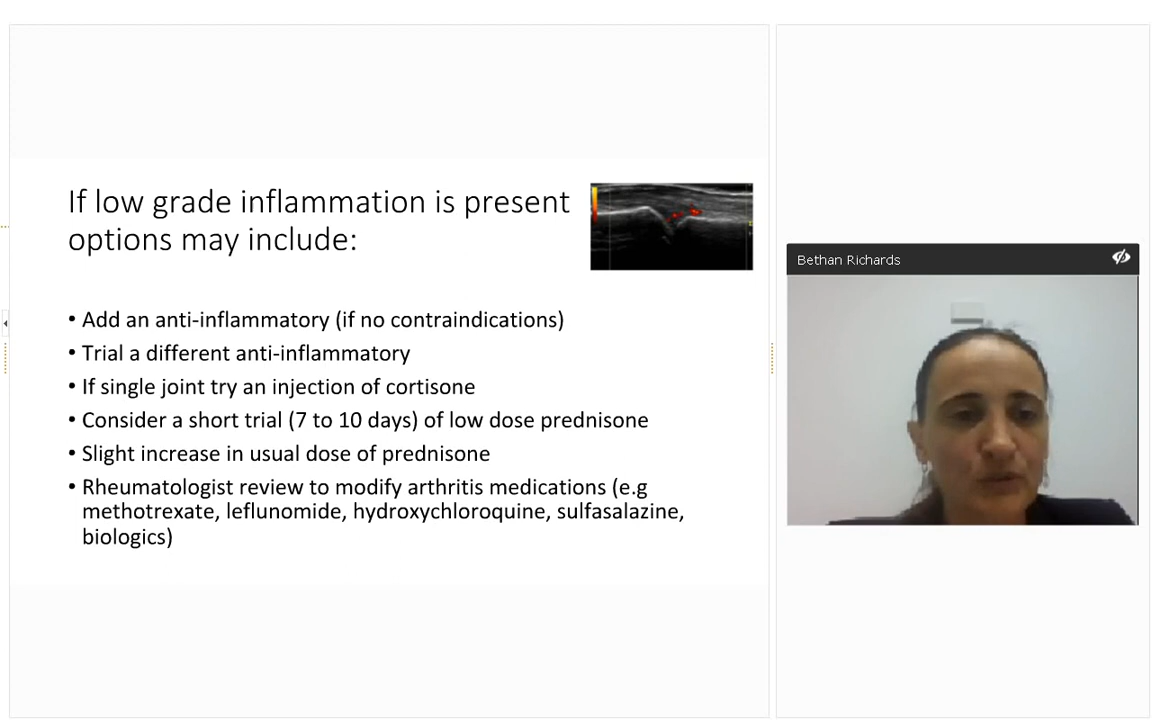 If low grade inflammation is present
options may include:
• Add an anti-inflammatory (if no contraindications)
• Trial a different anti-inflammatory
• If single joint try an injection of cortisone
• Consider a short trial (7 to 10 days) of low dose prednisone
• Slight increase in usual dose of prednisone
• Rheumatologist review to modify arthritis medications (e.g
methotrexate, leflunomide, hydroxychloroquine, sulfasalazine,
biologics)
Bethan Richards